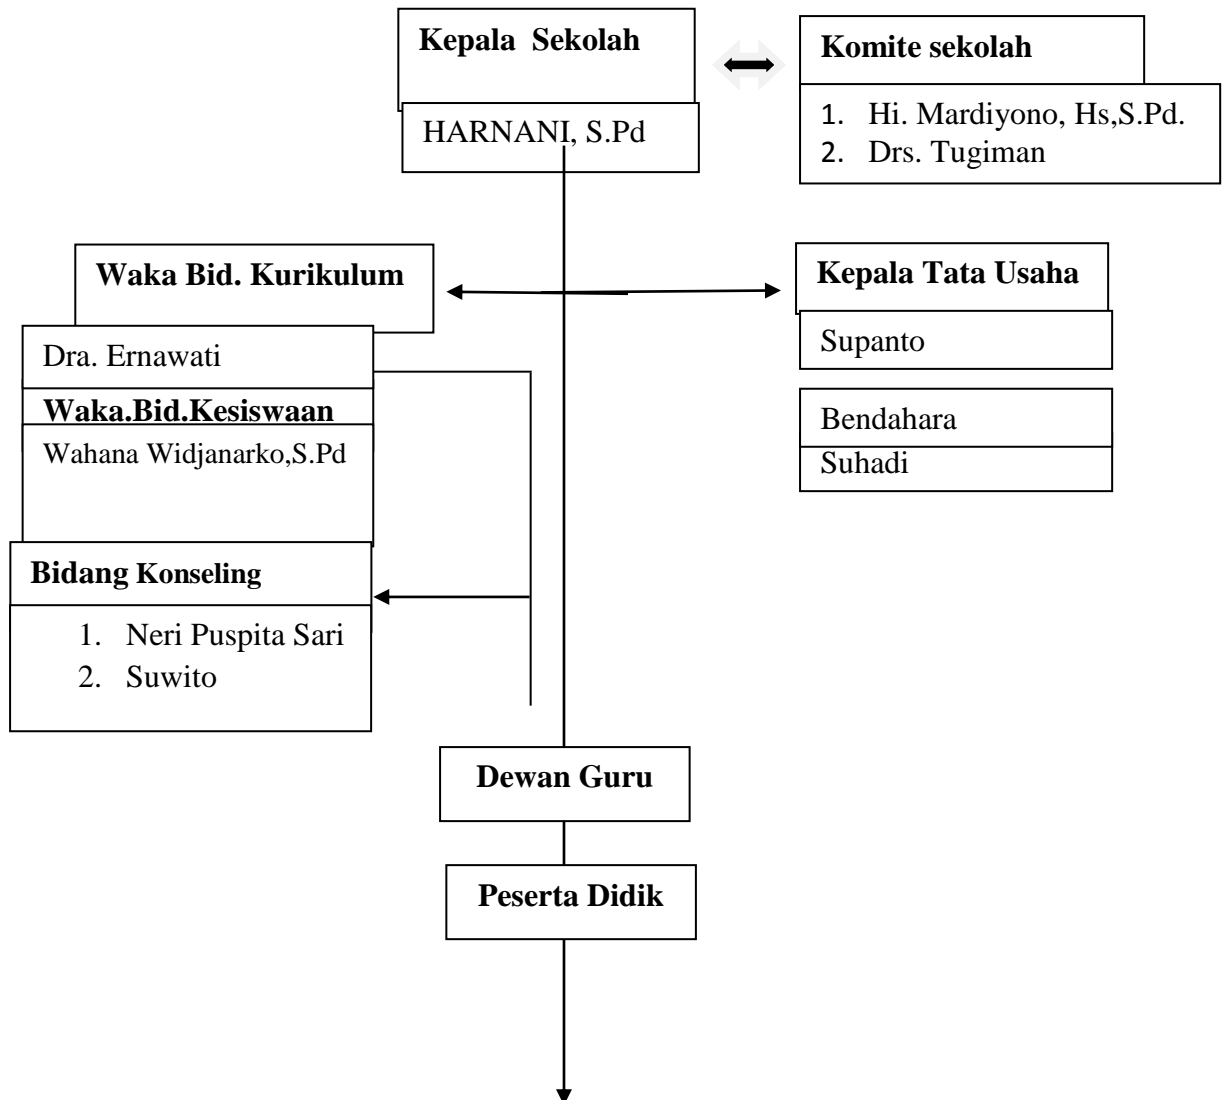 Kepala Sekolah
HARNANI, S.Pd
Komite sekolah
1. Hi. Mardiyono, Hs,S.Pd.
2. Drs. Tugiman
Waka Bid. Kurikulum
Dra. Ernawati
Waka.Bid.Kesiswaan
Wahana Widjanarko,S.Pd
Bidang Konseling
1. Neri Puspita Sari
2. Suwito
Kepala Tata Usaha
Supanto
Bendahara
Suhadi
Dewan Guru
Peserta Didik